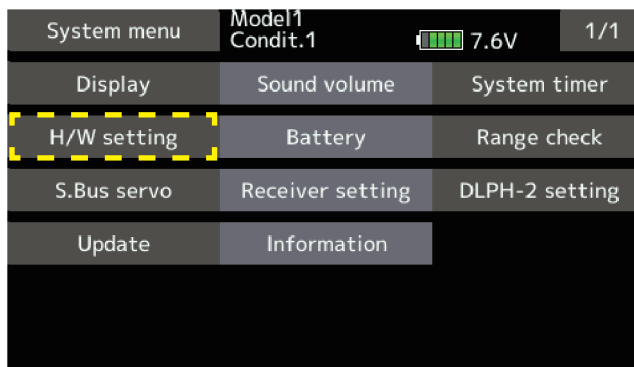 System menu
Model1
Condit.1
7.6V
1/1
Display
Sound volume
System timer
H/W setting
Battery
Range check
S.Bus servo
Receiver setting
DLPH-2 setting
Update
Information